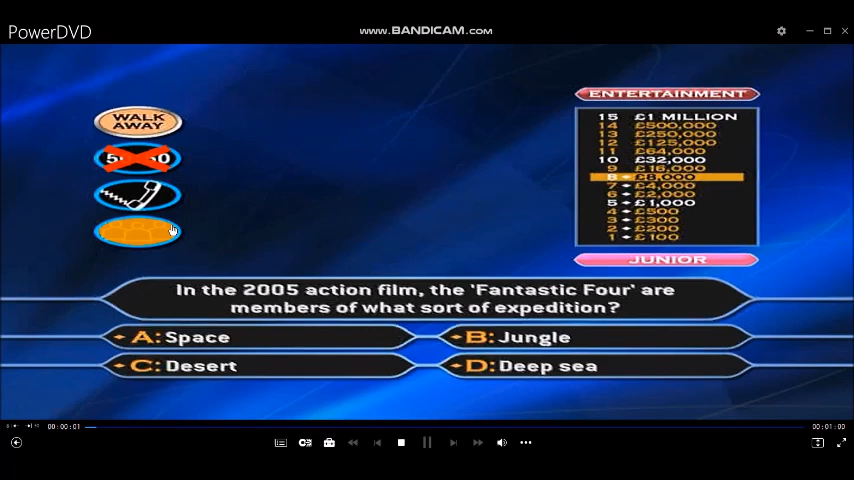 PowerDVD
www.BANDICAM.com
WALK
AWAY
ENTERTAINMENT
15 £1 MILLION
14 £500,000
13 £250,000
12 £125,000
11 £64,000
10 £32,000
9 £16,000
8 £8,000
7 £4,000
6 £2,000
5 £1,000
4 £500
3 £300
2 £200
1 £100
JUNIOR
In the 2005 action film, the 'Fantastic Four' are
members of what sort of expedition?
A: Space
B: Jungle
C: Desert
D: Deep sea
00:00:01
00:01:00